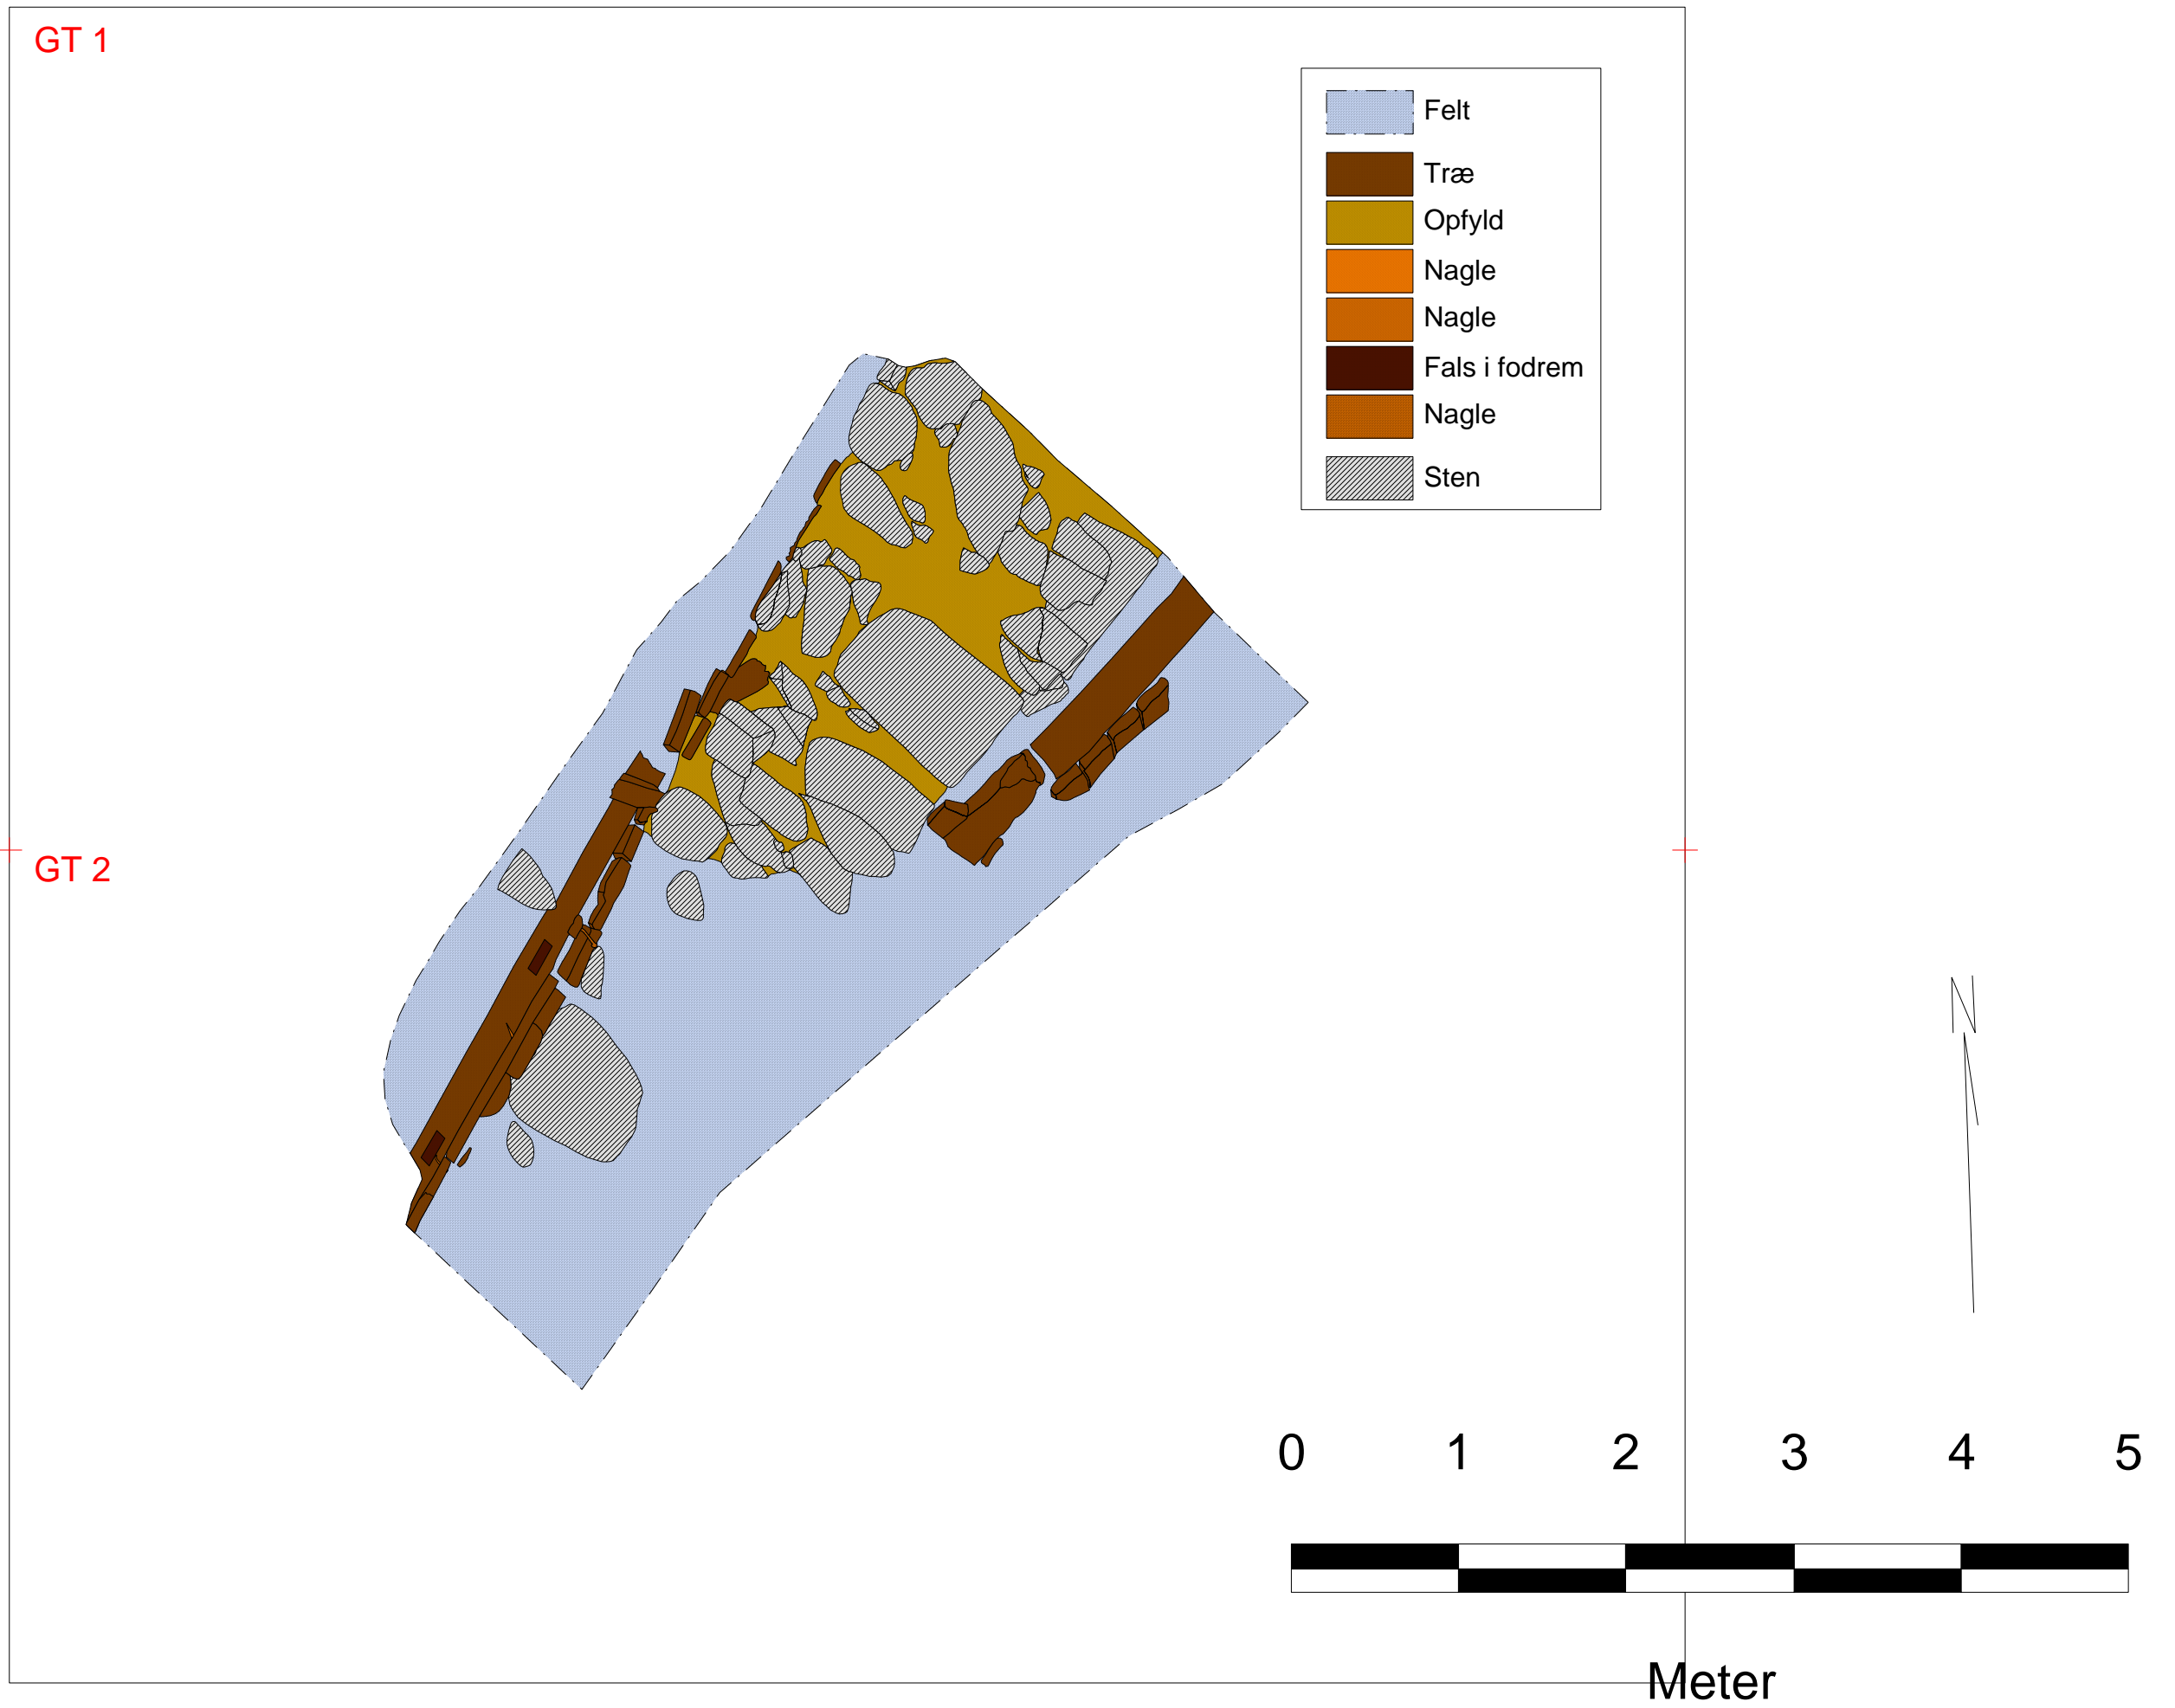 GT 1
Felt
Træ
Opfyld
Nagle
Nagle
Fals i fodrem
Nagle
Sten
GT 2
N
0 1 2 3 4 5
Meter